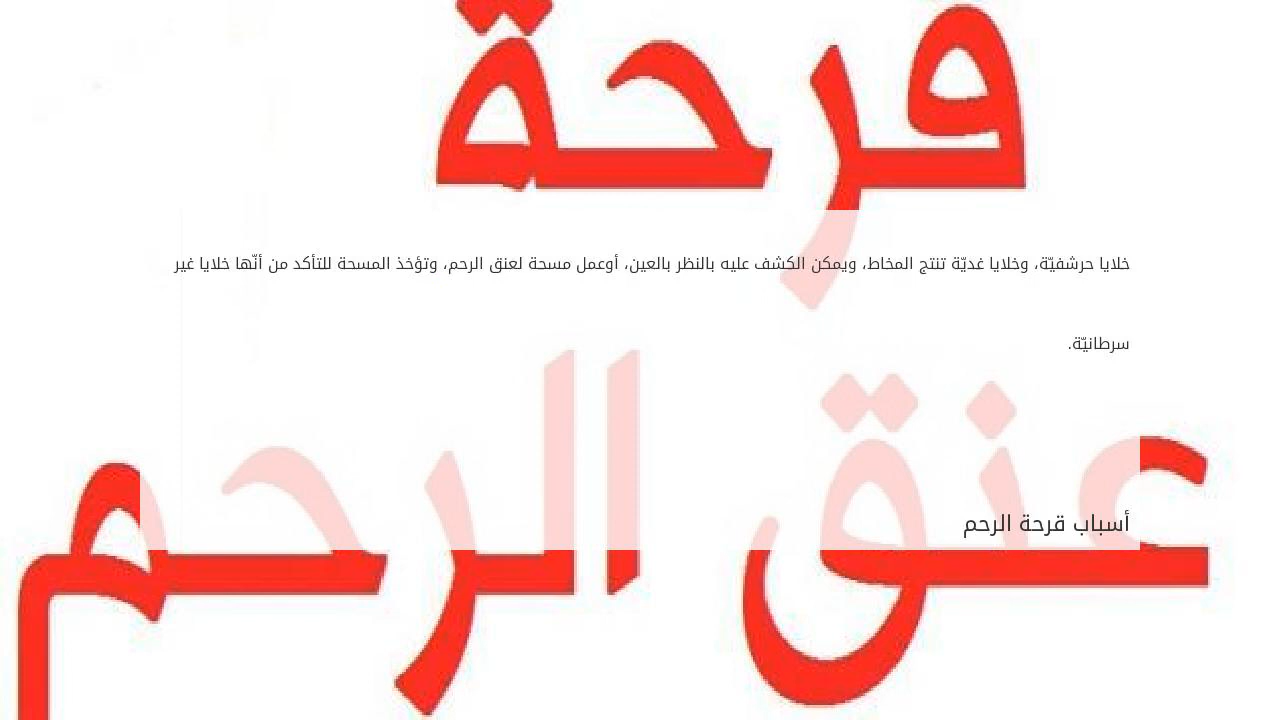 قرحة
خلايا حرشفيّة، وخلايا غديّة تنتج المخاط، ويمكن الكشف عليه بالنظر بالعين، أوعمل مسحة لعنق الرحم، وتؤخذ المسحة للتأكد من أنّها خلايا غير
سرطانيّة.
عنق الرحم
أسباب قرحة الرحم